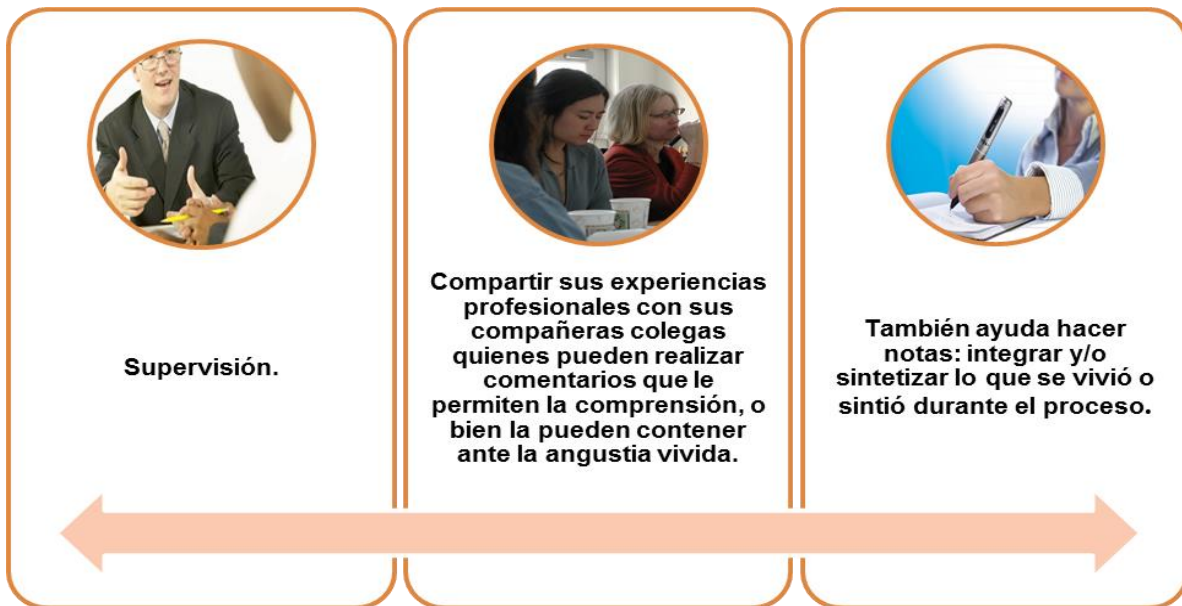 Supervisión.
Compartir sus experiencias
profesionales con sus
compañeras colegas
quienes pueden realizar
comentarios que le
permiten la comprensión, o
bien la pueden contener
ante la angustia vivida.
También ayuda hacer
notas: integrar y/o
sintetizar lo que se vivió o
sintió durante el proceso.